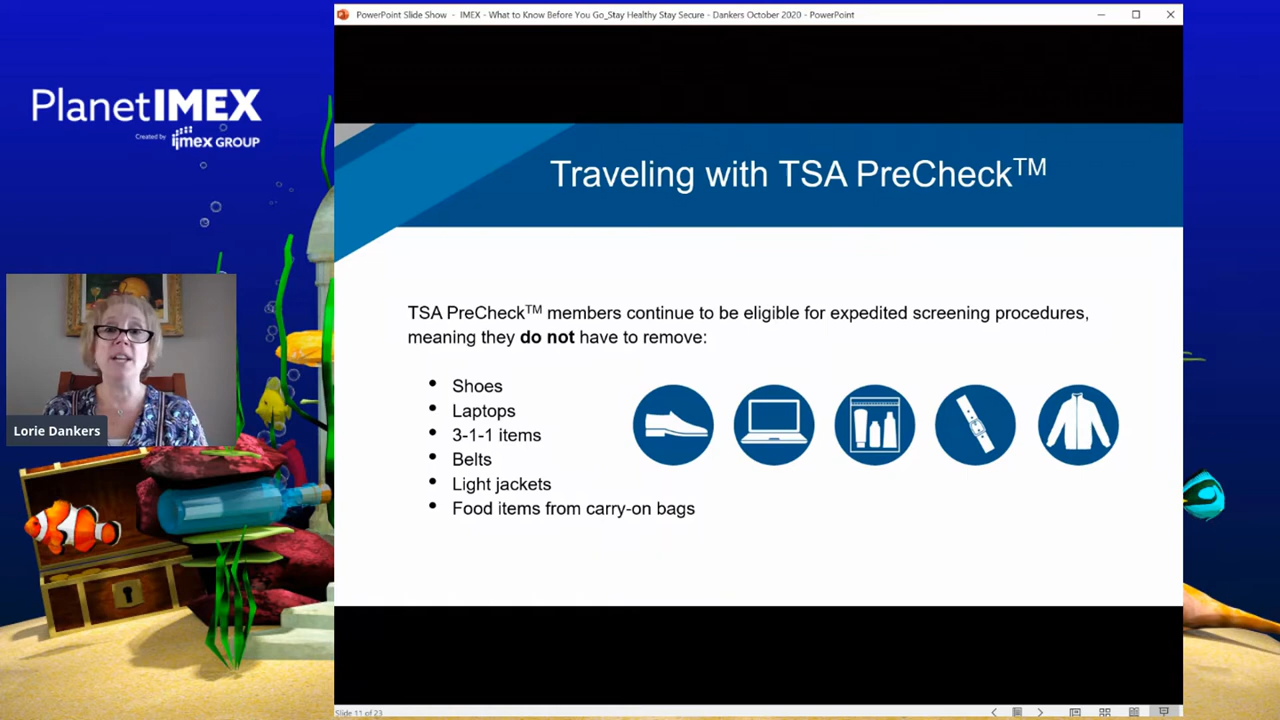 PowerPoint Slide Show - IMEX - What to Know Before You Go_Stay Healthy Stay Secure - Dankers October 2020 - PowerPoint
PlanetIMEX
Created by imex GROUP
Traveling with TSA PreCheck™
TSA PreCheck™ members continue to be eligible for expedited screening procedures,
meaning they do not have to remove:
• Shoes
• Laptops
• 3-1-1 items
• Belts
• Light jackets
• Food items from carry-on bags
Lorie Dankers
Slide 11 of 23